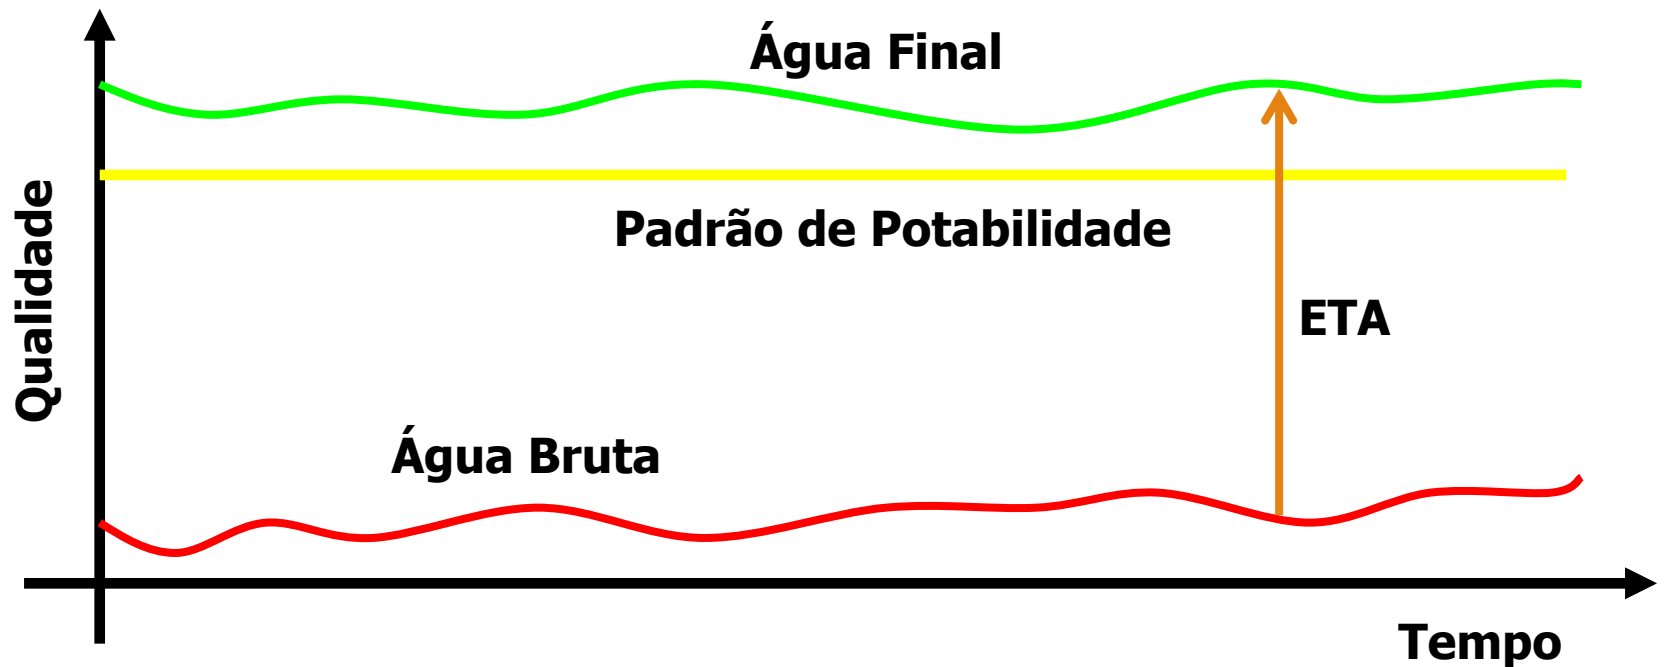 Água Final
Padrão de Potabilidade
Qualidade
ETA
Água Bruta
Tempo